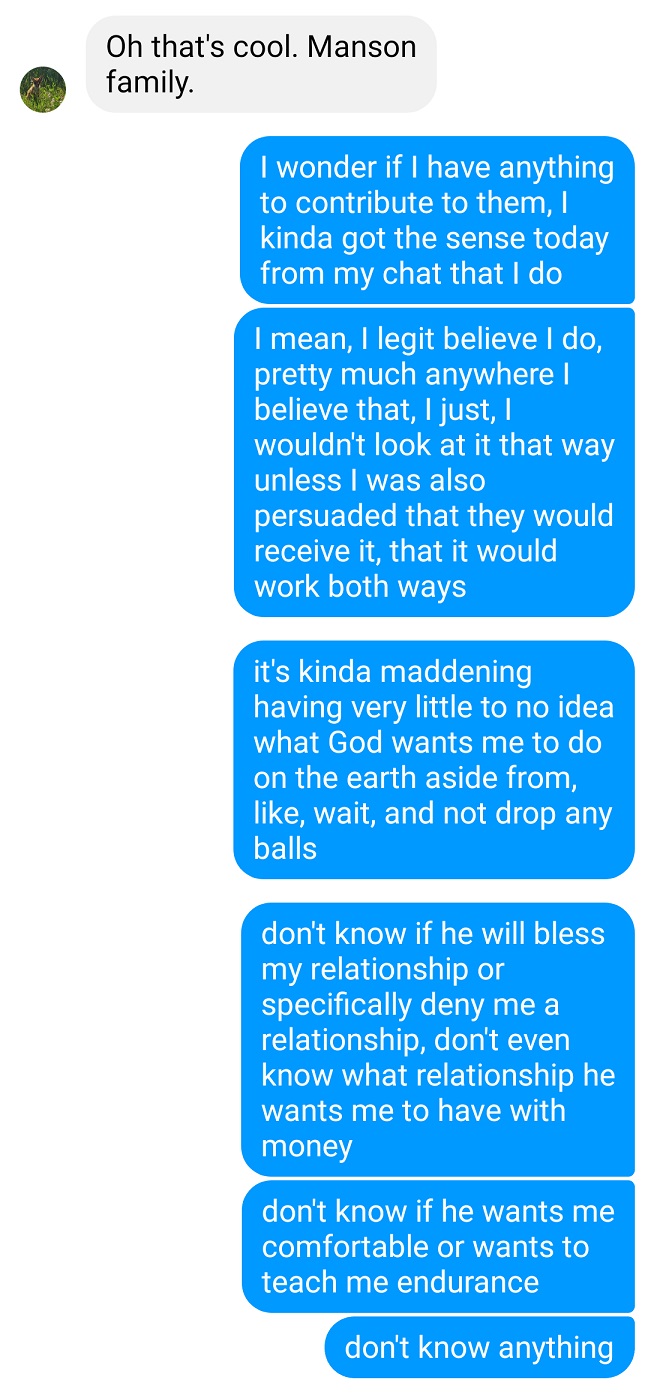 Oh that's cool. Manson
family.
I wonder if I have anything
to contribute to them, I
kinda got the sense today
from my chat that I do
I mean, I legit believe I do,
pretty much anywhere I
believe that, I just, I
wouldn't look at it that way
unless I was also
persuaded that they would
receive it, that it would
work both ways
it's kinda maddening
having very little to no idea
what God wants me to do
on the earth aside from,
like, wait, and not drop any
balls
don't know if he will bless
my relationship or
specifically deny me a
relationship, don't even
know what relationship he
wants me to have with
money
don't know if he wants me
comfortable or wants to
teach me endurance
don't know anything